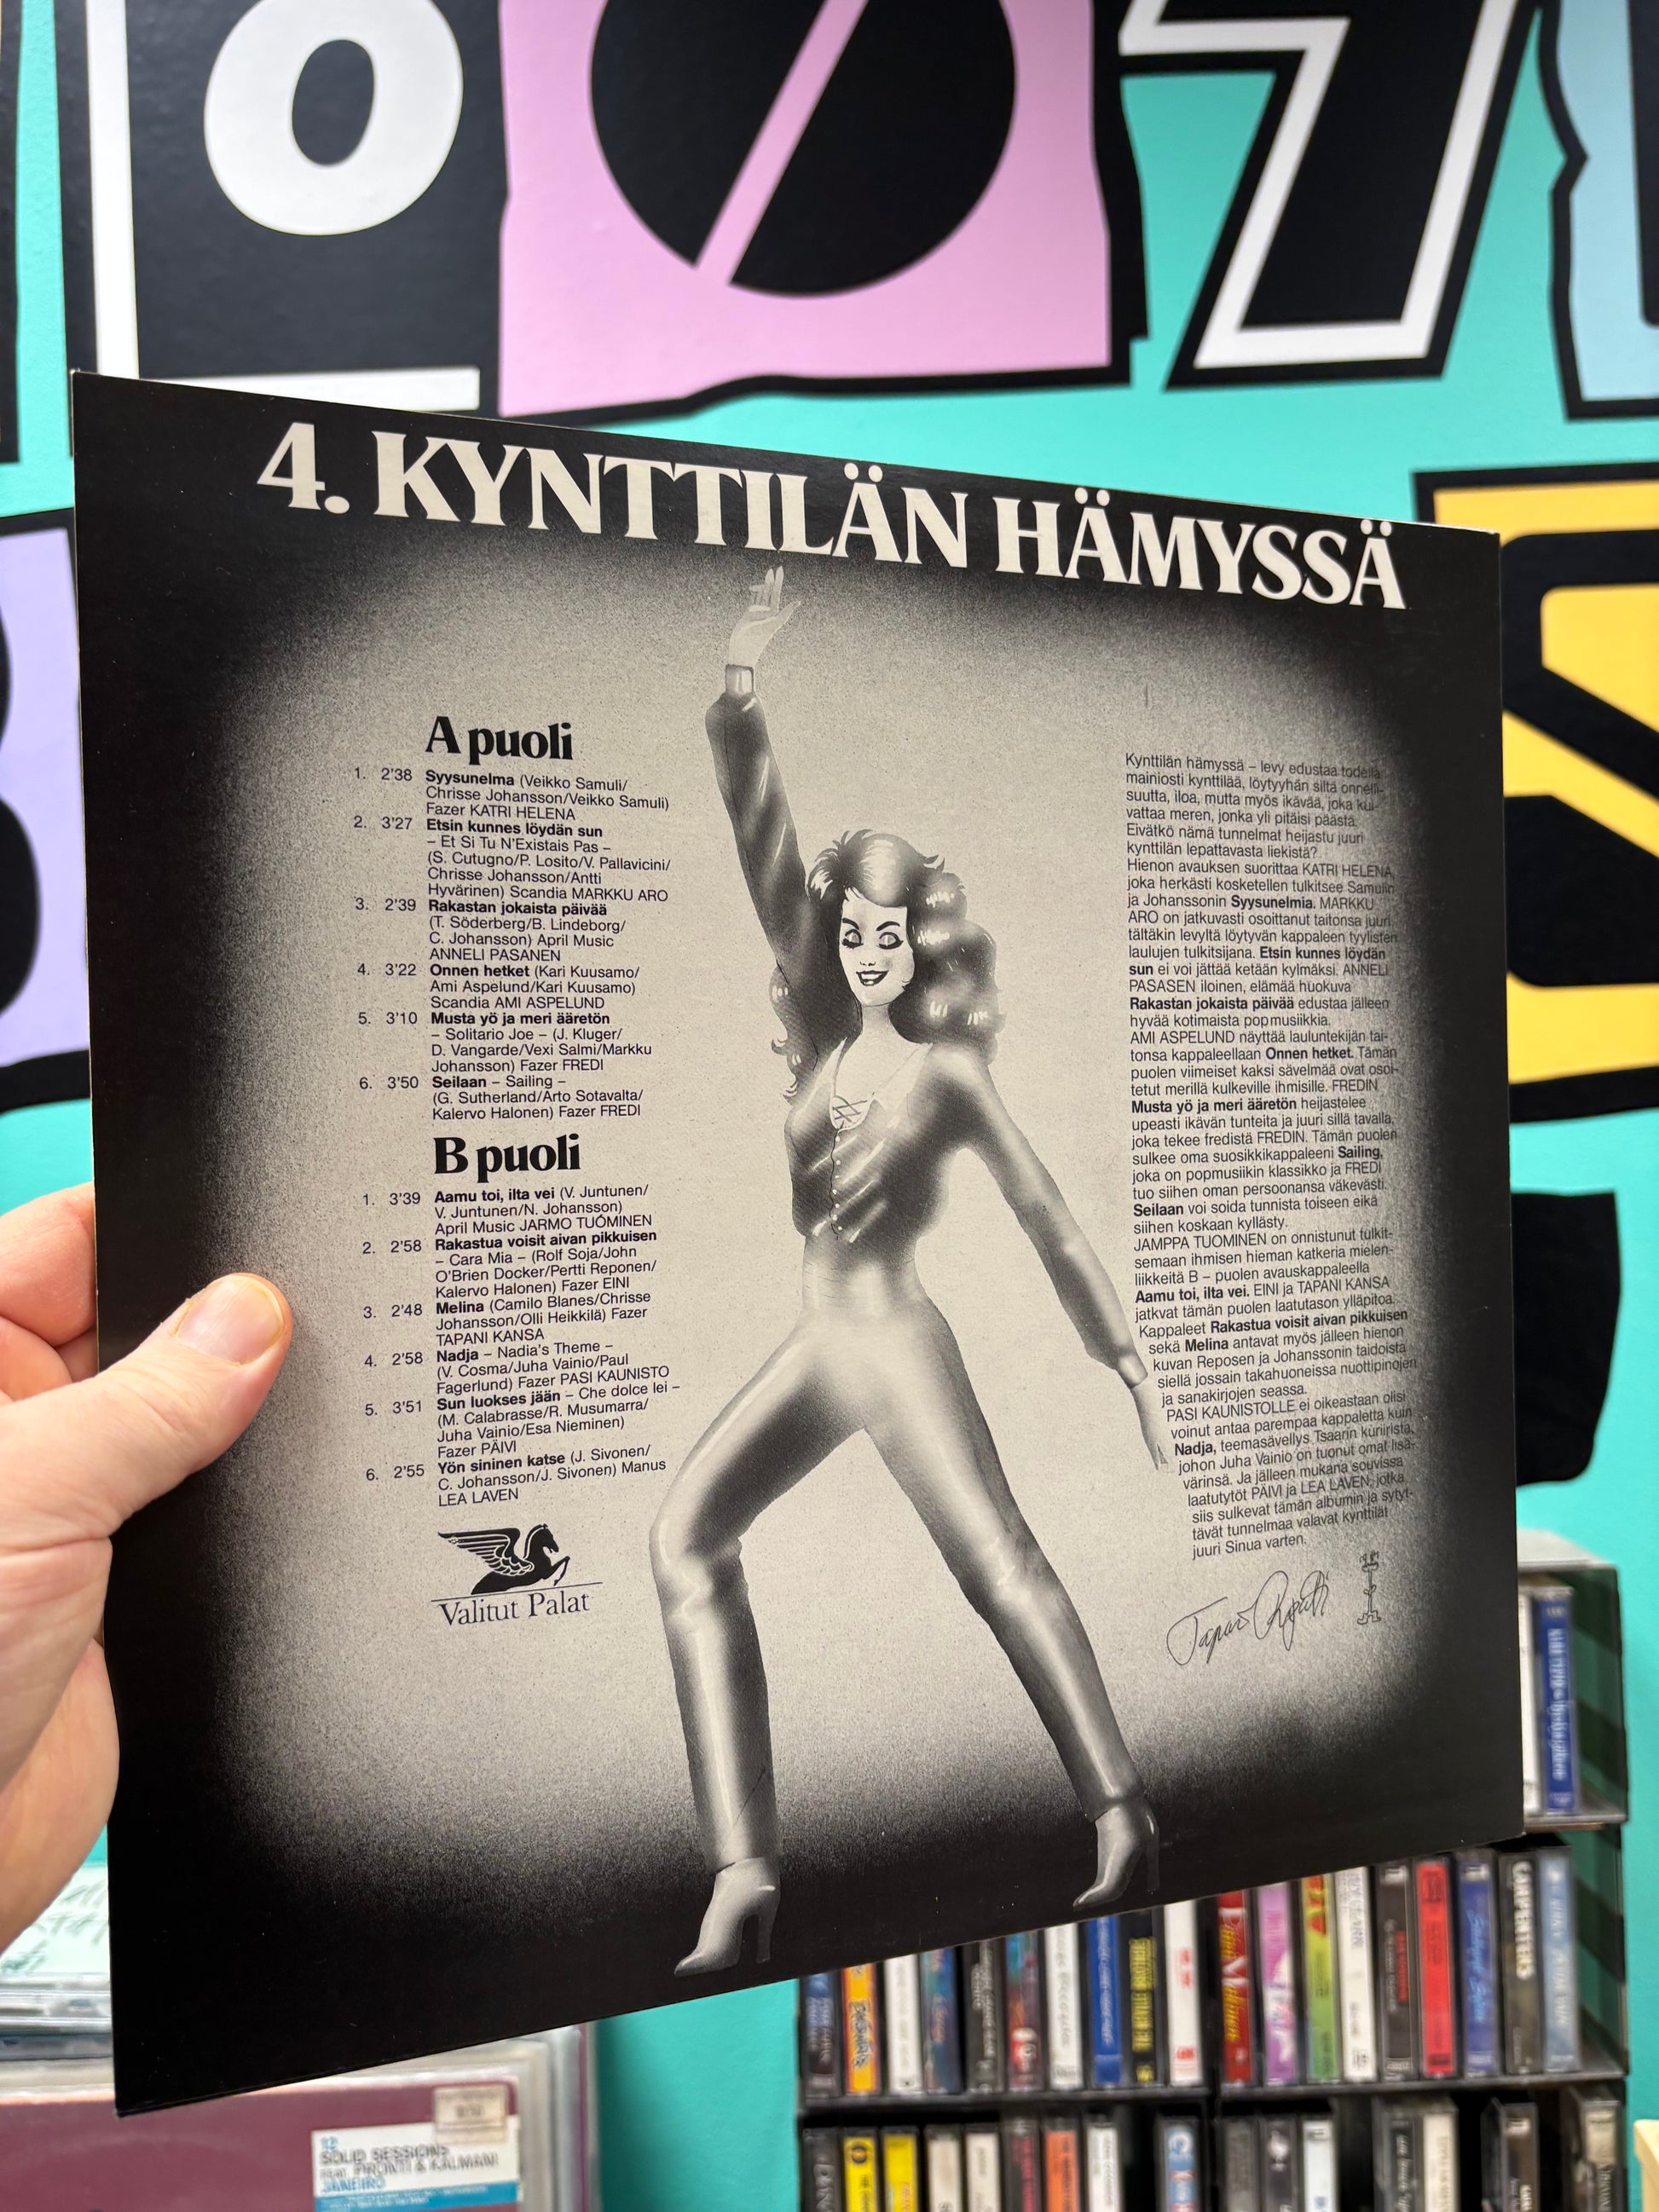 4. KYNTTILÄN HÄMYSSÄ
A puoli
1. 2'38 Syysunelma (Veikko Samuli/
Chrisse Johansson/Veikko Samuli)
Fazer KATRI HELENA
2. 3'27 Etsin kunnes löydän sun
– Et Si Tu N'Existais Pas –
(S. Cutugno/P. Losito/V. Pallavicini/
Chrisse Johansson/Antti
Hyvärinen) Scandia MARKKU ARO
3. 2'39 Rakastan jokaista päivää
(T. Söderberg/B. Lindeborg/
C. Johansson) April Music
ANNELI PASANEN
4. 3'22 Onnen hetket (Kari Kuusamo/
Ami Aspelund/Kari Kuusamo)
Scandia AMI ASPELUND
5. 3'10 Musta yö ja meri ääretön
– Solitario Joe – (J. Kluger/
D. Vangarde/Vexi Salmi/Markku
Johansson) Fazer FREDI
6. 3'50 Seilaan – Sailing –
(G. Sutherland/Arto Sotavalta/
Kalervo Halonen) Fazer FREDI
B puoli
1. 3'39 Aamu toi, ilta vei (V. Juntunen/
V. Juntunen/N. Johansson)
April Music JARMO TUOMINEN
2. 2'58 Rakastua voisit aivan pikkuisen
– Cara Mia – (Rolf Soja/John
O'Brien Docker/Pertti Reponen/
Kalervo Halonen) Fazer EINI
3. 2'48 Melina (Camilo Blanes/Chrisse
Johansson/Olli Heikkilä) Fazer
TAPANI KANSA
4. 2'58 Nadja – Nadia's Theme –
(V. Cosma/Juha Vainio/Paul
Fagerlund) Fazer PASI KAUNISTO
5. 3'51 Sun luokses jään – Che dolce lei –
(M. Calabrasse/R. Musumarra/
Juha Vainio/Esa Nieminen)
Fazer PÄIVI
6. 2'55 Yön sininen katse (J. Sivonen/
C. Johansson/J. Sivonen) Manus
LEA LAVEN
Valitut Palat
Kynttilän hämyssä – levy edustaa todella
mainiosti kynttilää, löytyyhän siltä onnelli-
suutta, iloa, mutta myös ikävää, joka kul-
vattaa meren, jonka yli pitäisi päästä.
Eivätkö nämä tunnelmat heijastu juuri
kynttilän lepattavasta liekistä?
Hienon avauksen suorittaa KATRI HELENA,
joka herkästi kosketellen tulkitsee Samulin
ja Johanssonin Syysunelmia. MARKKU
ARO on jatkuvasti osoittanut taitonsa juuri
tältäkin levyltä löytyvän kappaleen tyylisten
laulujen tulkitsijana. Etsin kunnes löydän
sun ei voi jättää ketään kylmäksi. ANNELI
PASASEN iloinen, elämää huokuva
Rakastan jokaista päivää edustaa jälleen
hyvää kotimaista popmusiikkia.
AMI ASPELUND näyttää lauluntekijän tai-
tonsa kappaleellaan Onnen hetket. Tämän
puolen viimeiset kaksi sävelmää ovat osoi-
tetut merillä kulkeville ihmisille. FREDIN
Musta yö ja meri ääretön heijastelee
upeasti ikävän tunteita ja juuri sillä tavalla,
joka tekee fredistä FREDIN. Tämän puolen
sulkee oma suosikkikappaleeni Sailing,
joka on popmusiikin klassikko ja FREDI
tuo siihen oman persoonansa väkevästi.
Seilaan voi soida tunnista toiseen eikä
siihen koskaan kyllästy.
JAMPPA TUOMINEN on onnistunut tulkit-
semaan ihmisen hieman katkeria mielen-
liikkeitä B – puolen avauskappaleella
Aamu toi, ilta vei. EINI ja TAPANI KANSA
jatkvat tämän puolen laatutason ylläpitoa.
Kappaleet Rakastua voisit aivan pikkuisen
sekä Melina antavat myös jälleen hienon
kuvan Reposen ja Johanssonin taidoista
siellä jossain takahuoneissa nuottipinojen
ja sanakirjojen seassa.
PASI KAUNISTOLLE ei oikeastaan olisi
voinut antaa parempaa kappaletta kuin
Nadja, teemasävellys Tsaarin kuriirista,
johon Juha Vainio on tuonut omat lisä-
värinsä. Ja jälleen mukana souvissa
laatutytöt PÄIVI ja LEA LAVEN, jotka
siis sulkevat tämän albumin ja sytyt-
tävät tunnelmaa valavat kynttilät
juuri Sinua varten.
SOLID SESSIONS
JANEIRO
CARPENTERS